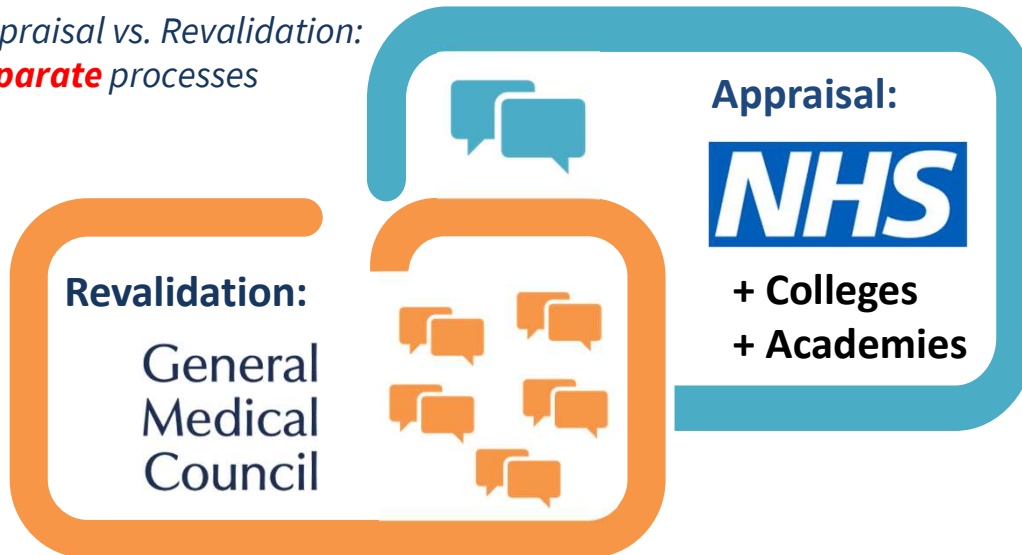 praisal vs. Revalidation:
parate processes
Appraisal:
NHS
+ Colleges
+ Academies
Revalidation:
General
Medical
Council